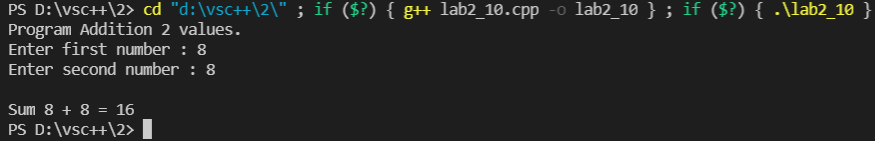 PS D:\vsc++\2> cd "d:\vsc++\2\" ; if ($?) { g++ lab2_10.cpp -o lab2_10 } ; if ($?) { .\lab2_10 }
Program Addition 2 values.
Enter first number : 8
Enter second number : 8
Sum 8 + 8 = 16
PS D:\vsc++\2>